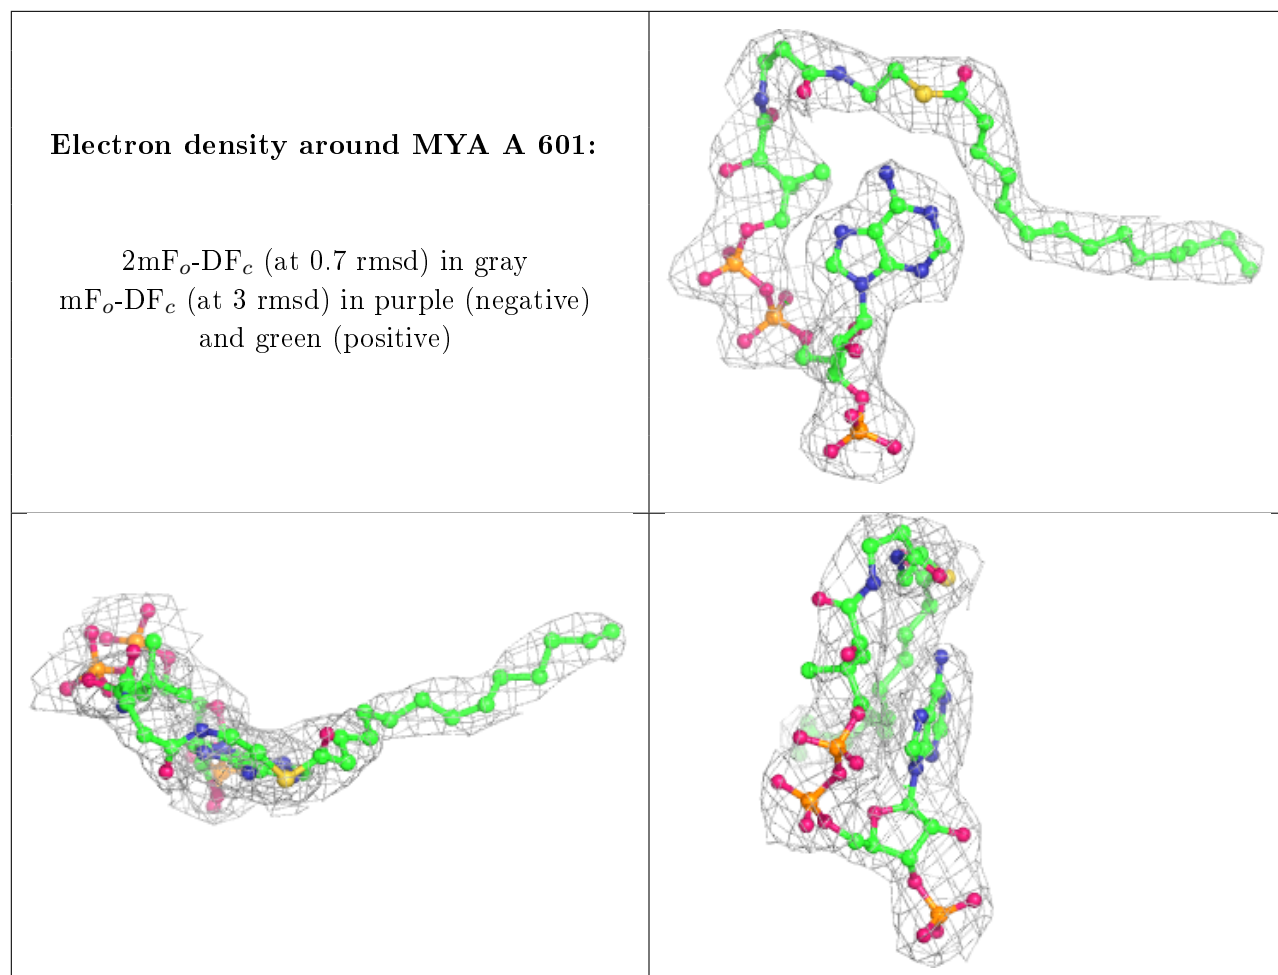 Electron density around MYA A 601:
2mFₒ-DF𝒸 (at 0.7 rmsd) in gray
mFₒ-DF𝒸 (at 3 rmsd) in purple (negative)
and green (positive)